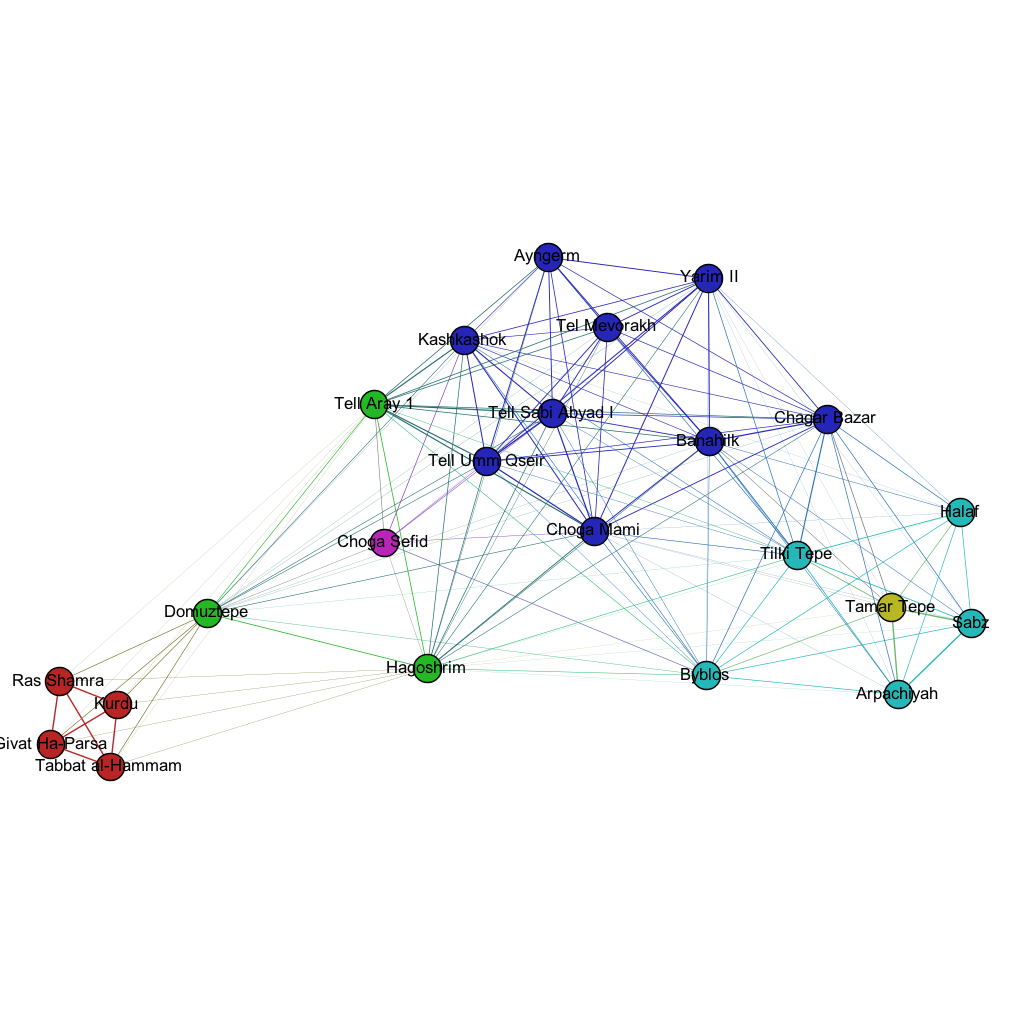 Ayngerm
Yarim II
Tel Mevorakh
Kashkashok
Tell Aray 1
Tell Sabi Abyad I
Chagar Bazar
Banahilk
Tell Umm Qseir
Halaf
Choga Mami
Choga Sefid
Tilki Tepe
Tamar Tepe
Domuztepe
Sabz
Hagoshrim
Byblos
Ras Shamra
Arpachiyah
Kurdu
Givat Ha-Parsa
Tabbat al-Hammam